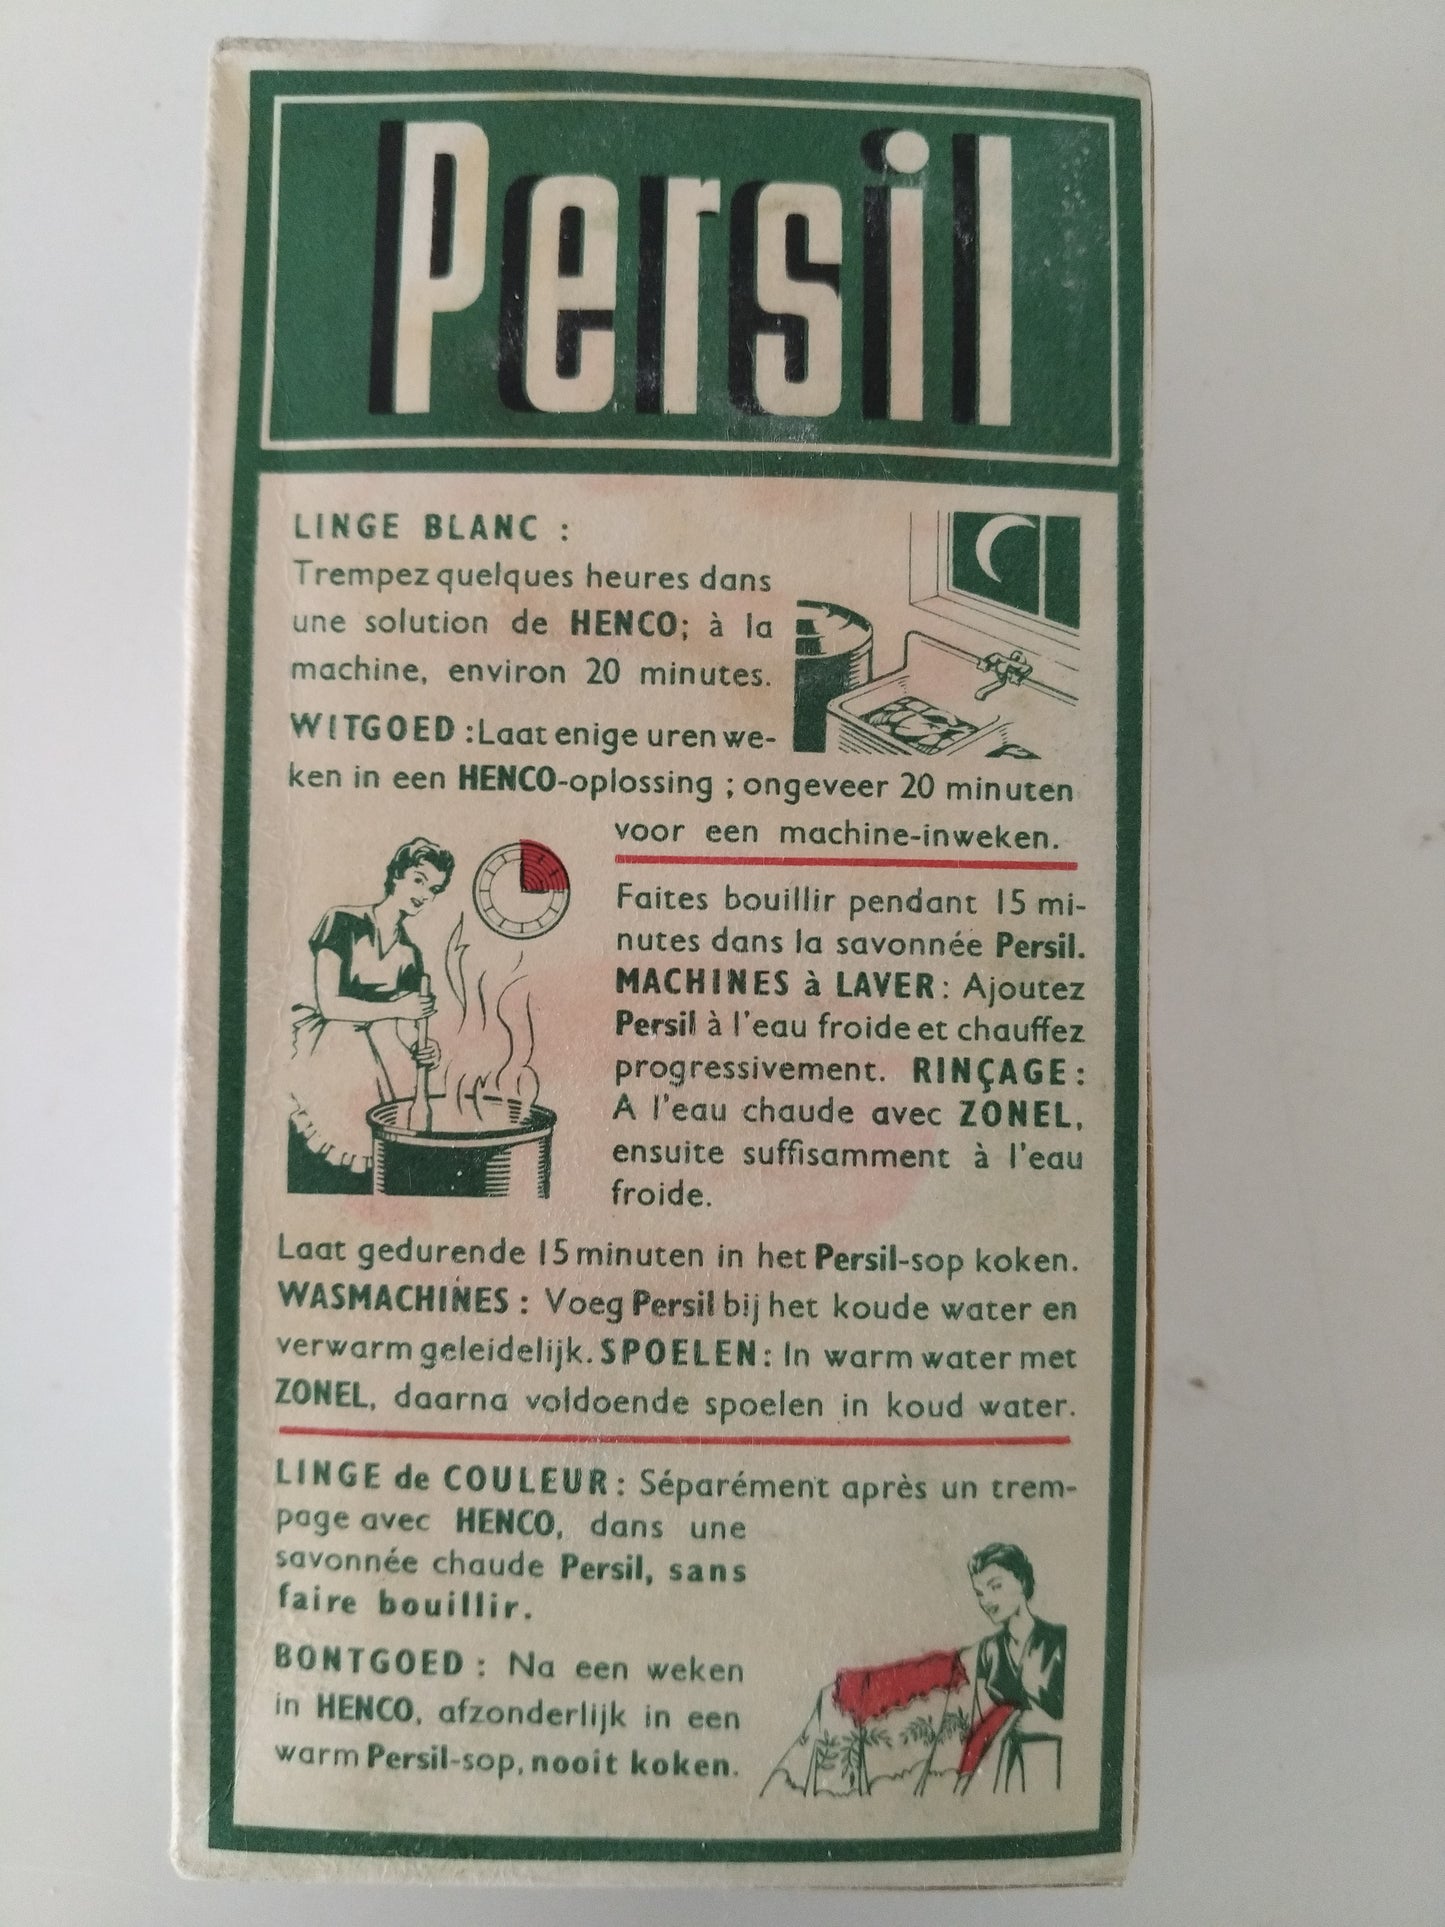 Persil
LINGE BLANC :
Trempez quelques heures dans
une solution de HENCO; à la
machine, environ 20 minutes.
WITGOED : Laat enige uren we-
ken in een HENCO-oplossing ; ongeveer 20 minuten
voor een machine-inweken.
Faites bouillir pendant 15 mi-
nutes dans la savonnée Persil.
MACHINES à LAVER : Ajoutez
Persil à l'eau froide et chauffez
progressivement. RINÇAGE :
A l'eau chaude avec ZONEL,
ensuite suffisamment à l'eau
froide.
Laat gedurende 15 minuten in het Persil-sop koken.
WASMACHINES : Voeg Persil bij het koude water en
verwarm geleidelijk. SPOELEN : In warm water met
ZONEL, daarna voldoende spoelen in koud water.
LINGE de COULEUR : Séparément après un trem-
page avec HENCO, dans une
savonnée chaude Persil, sans
faire bouillir.
BONTGOED : Na een weken
in HENCO, afzonderlijk in een
warm Persil-sop, nooit koken.